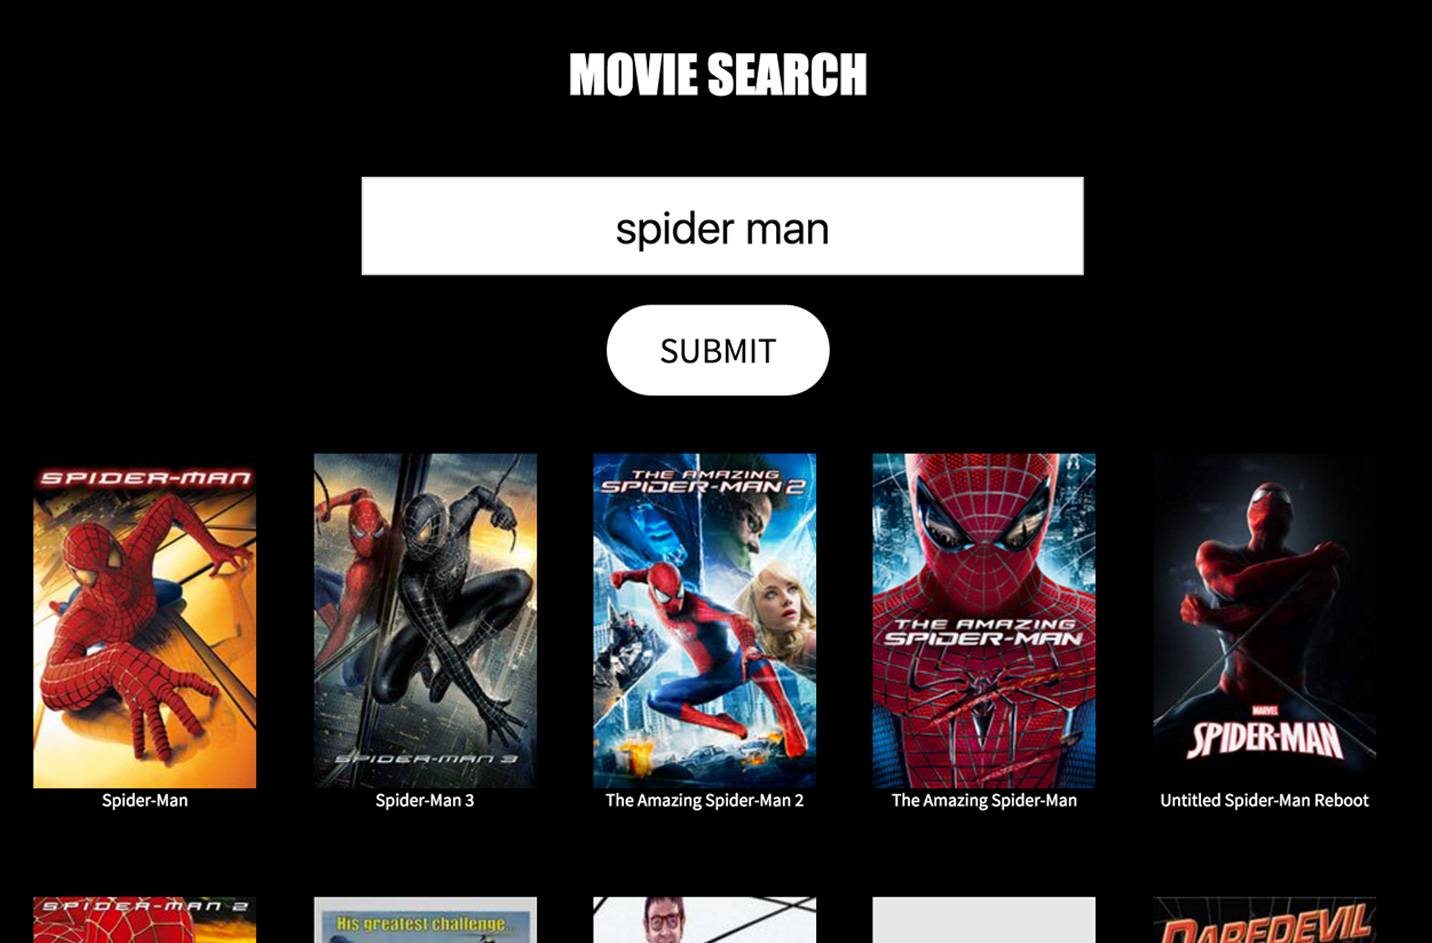 MOVIE SEARCH
spider man
SUBMIT
SPIDER-MAN
SPIDER-MAN 3
THE AMAZING
SPIDER-MAN 2
THE AMAZING
SPIDER-MAN
MARVEL
SPIDER-MAN
Spider-Man
Spider-Man 3
The Amazing Spider-Man 2
The Amazing Spider-Man
Untitled Spider-Man Reboot
SPIDER-MAN 2
His greatest challenge...
DAREDEVIL